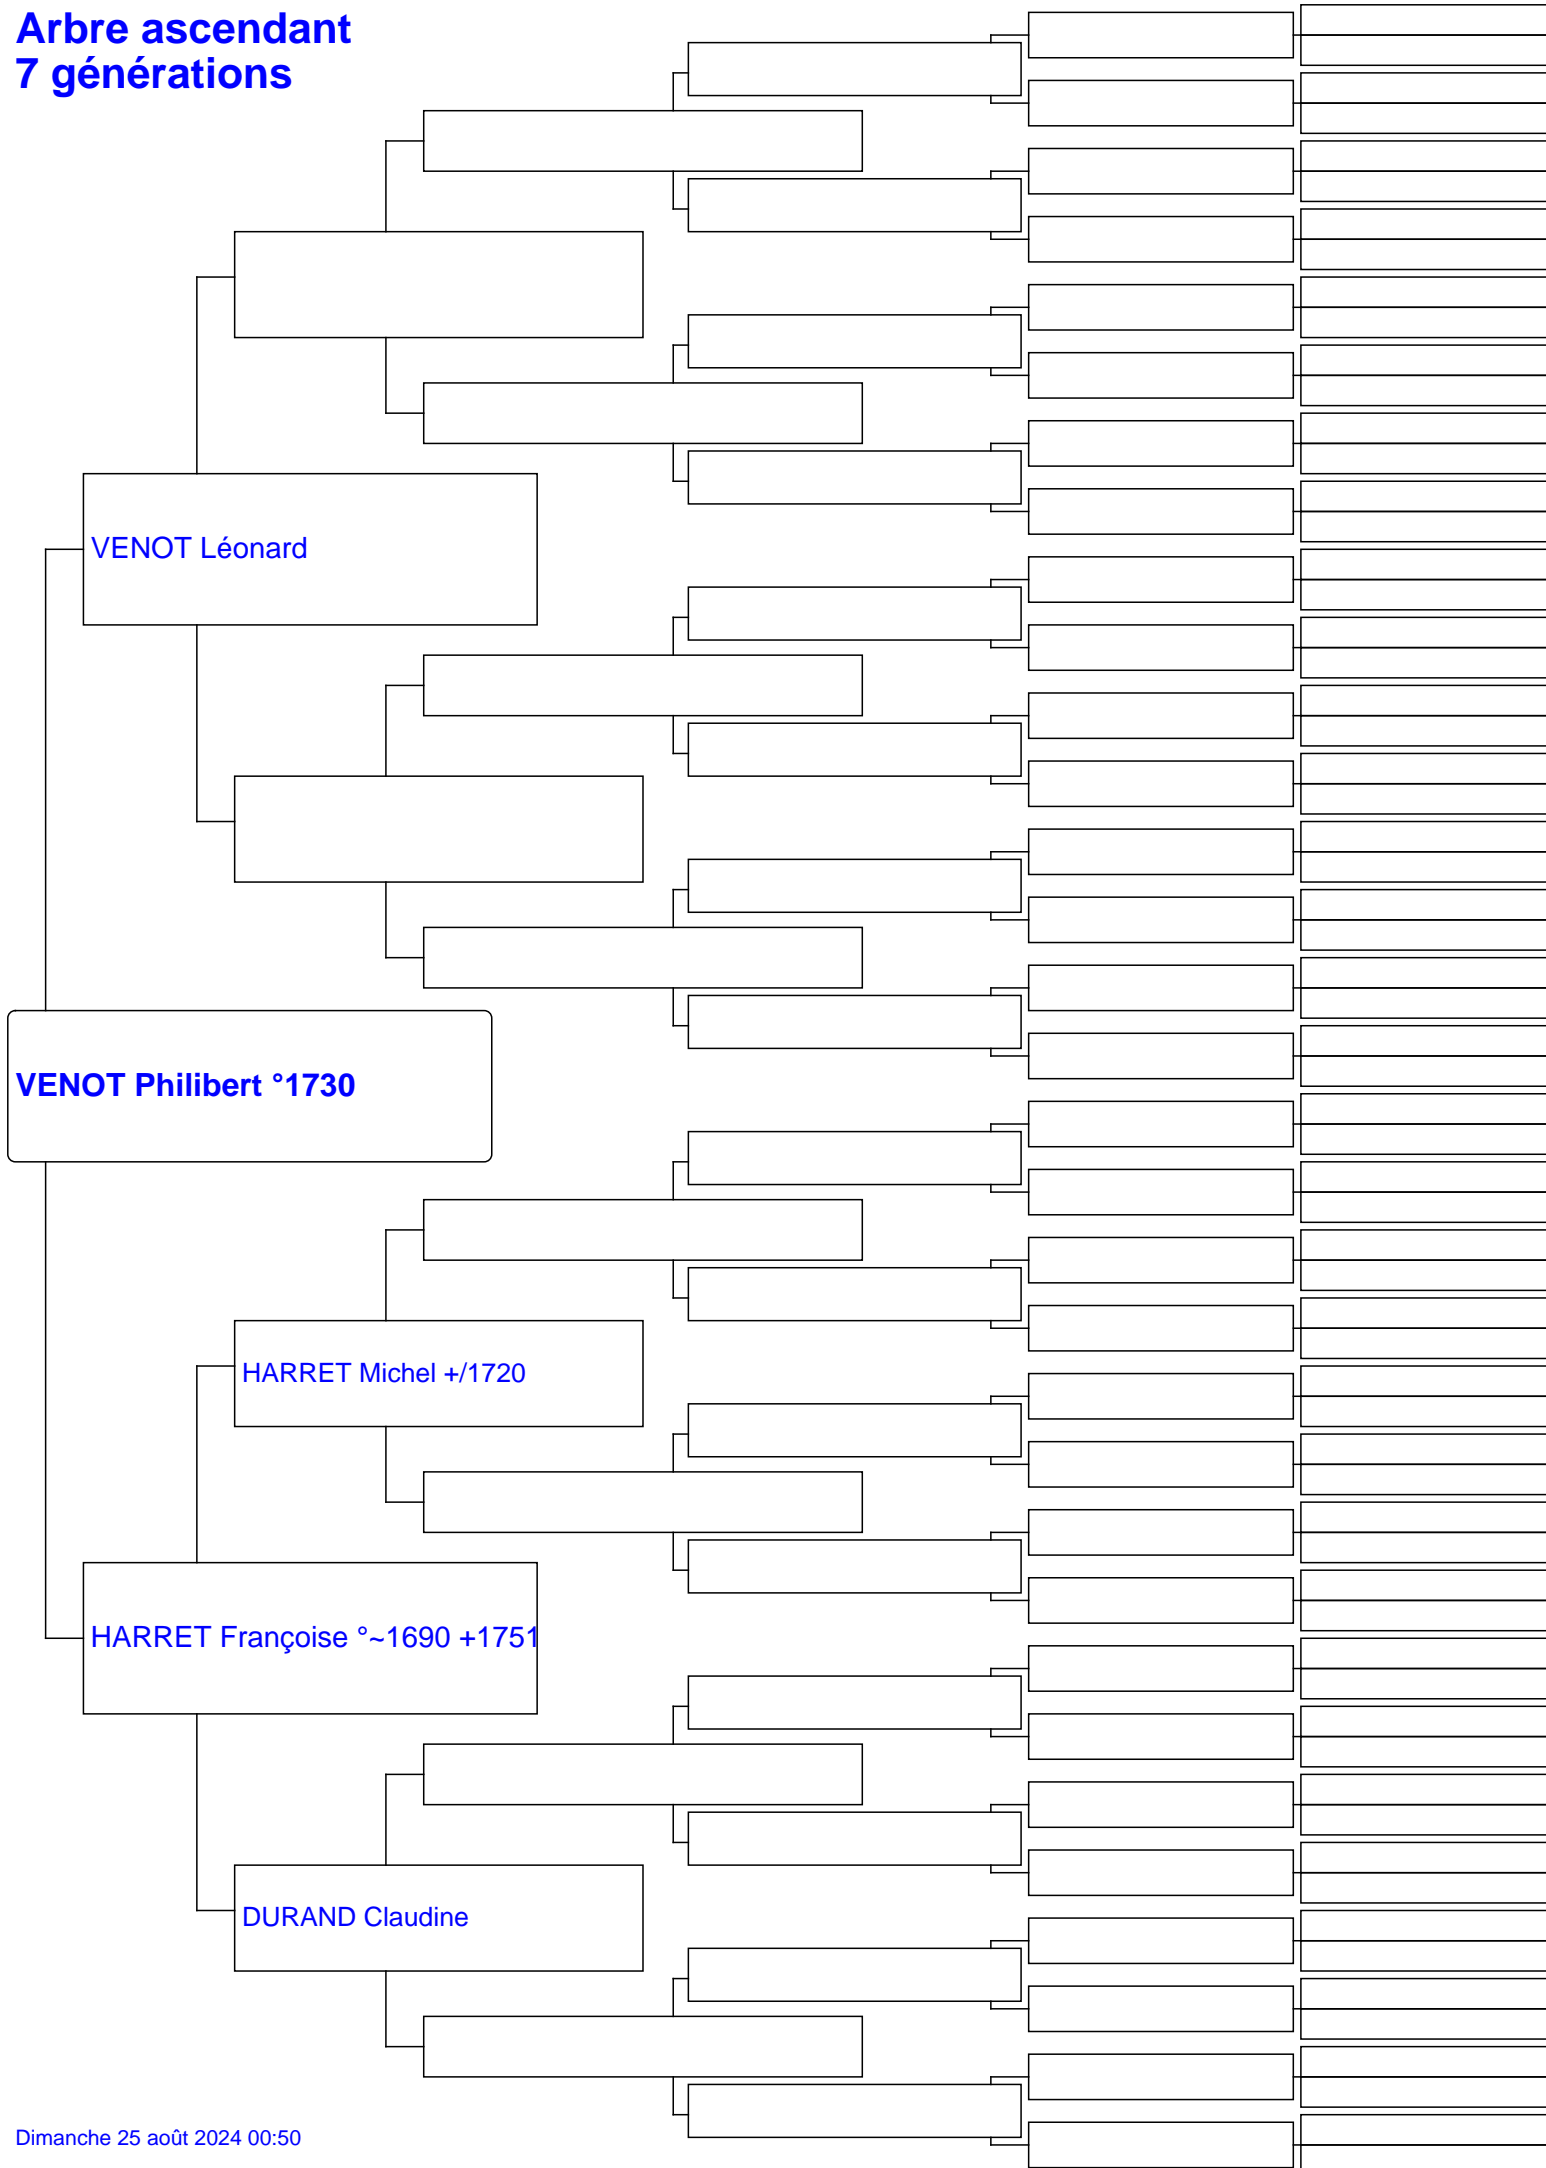 Arbre ascendant
7 générations
VENOT Léonard
VENOT Philibert °1730
HARRET Michel +/1720
HARRET Françoise °~1690 +1751
DURAND Claudine
Dimanche 25 août 2024 00:50